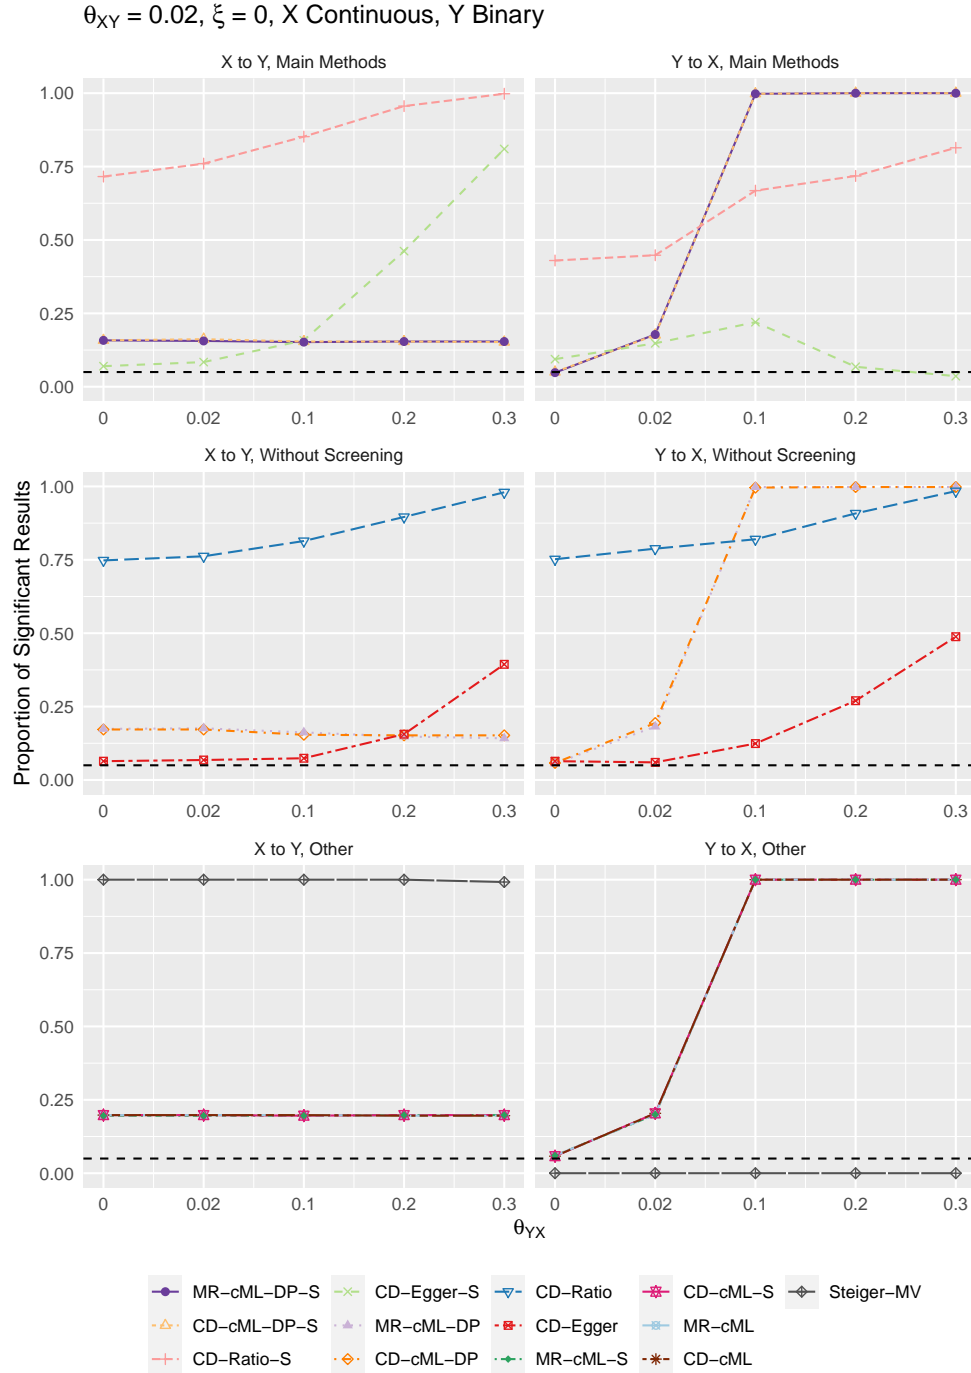 θXY = 0.02, ξ = 0, X Continuous, Y Binary
X to Y, Main Methods
Y to X, Main Methods
1.00
0.75
0.50
0.25
0.00
0 0.02 0.1 0.2 0.3
0 0.02 0.1 0.2 0.3
X to Y, Without Screening
Y to X, Without Screening
1.00
0.75
0.50
0.25
0.00
0 0.02 0.1 0.2 0.3
0 0.02 0.1 0.2 0.3
Proportion of Significant Results
X to Y, Other
Y to X, Other
1.00
0.75
0.50
0.25
0.00
0 0.02 0.1 0.2 0.3
0 0.02 0.1 0.2 0.3
θYX
MR−cML−DP−S CD−Egger−S CD−Ratio CD−cML−S Steiger−MV
CD−cML−DP−S MR−cML−DP CD−Egger MR−cML
CD−Ratio−S CD−cML−DP MR−cML−S CD−cML